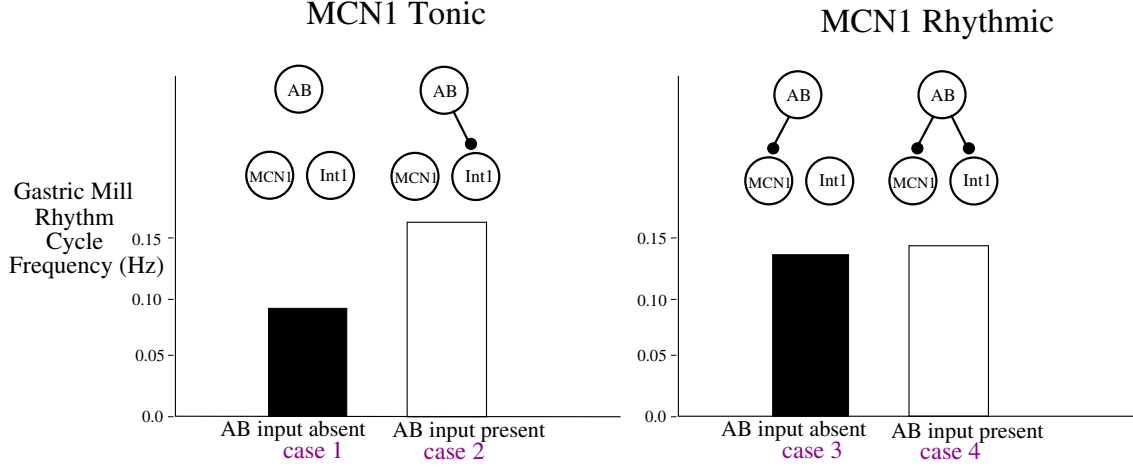 MCN1 Tonic
MCN1 Rhythmic
AB
AB
AB
AB
MCN1
Int1
MCN1
Int1
MCN1
Int1
MCN1
Int1
Gastric Mill
Rhythm
Cycle
Frequency (Hz)
0.15
0.10
0.05
0.0
0.15
0.10
0.05
0.0
AB input absent
AB input present
AB input absent
AB input present
case 1
case 2
case 3
case 4